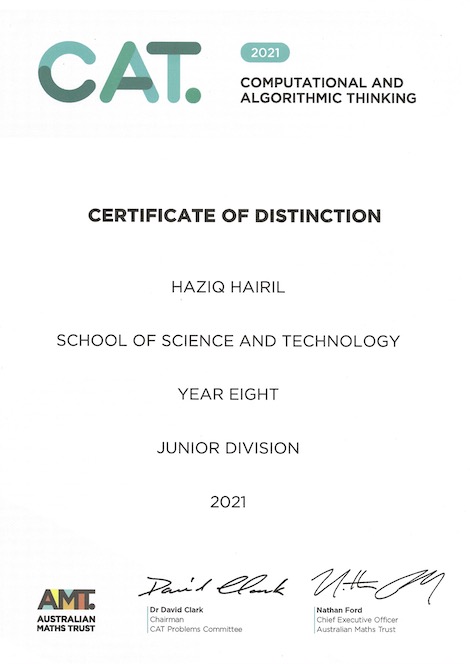 CAT.
2021
COMPUTATIONAL AND
ALGORITHMIC THINKING
CERTIFICATE OF DISTINCTION
HAZIQ HAIRIL
SCHOOL OF SCIENCE AND TECHNOLOGY
YEAR EIGHT
JUNIOR DIVISION
2021
David Clark
AMT.
AUSTRALIAN
MATHS TRUST
Dr David Clark
Chairman
CAT Problems Committee
Nathan Ford
Chief Executive Officer
Australian Maths Trust